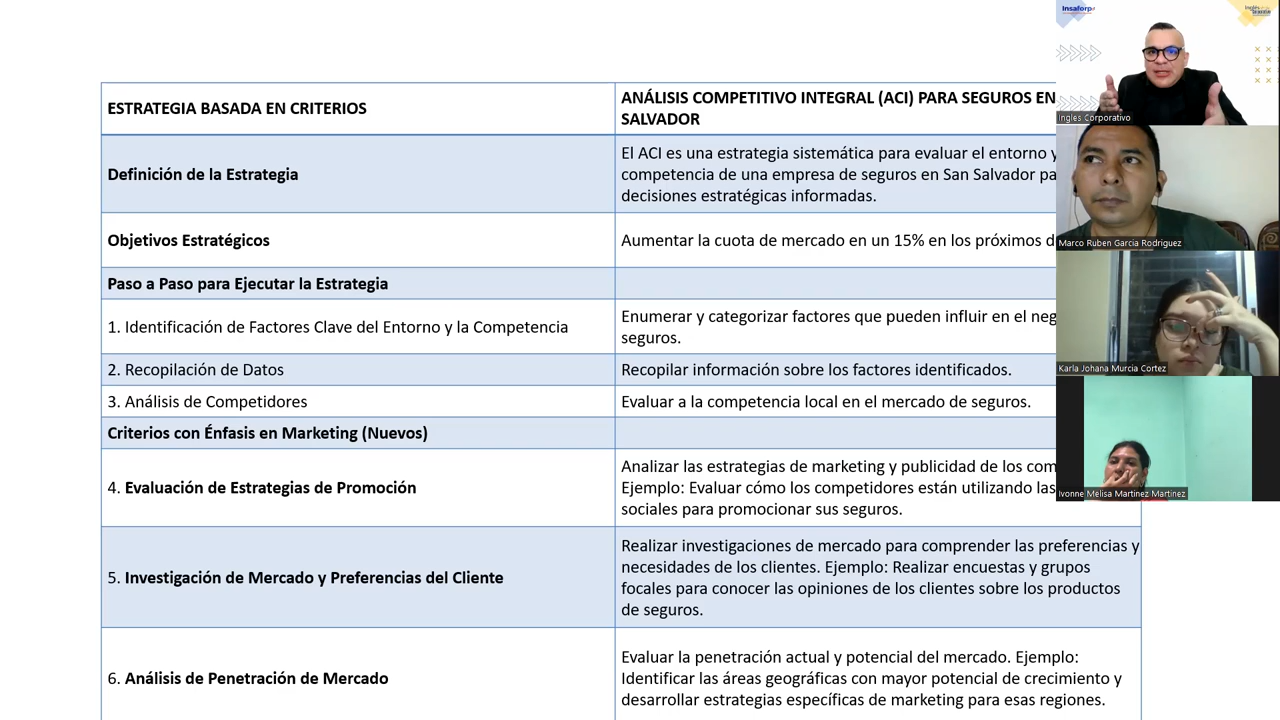 ESTRATEGIA BASADA EN CRITERIOS
ANÁLISIS COMPETITIVO INTEGRAL (ACI) PARA SEGUROS EN
SALVADOR
Definición de la Estrategia
El ACI es una estrategia sistemática para evaluar el entorno y
competencia de una empresa de seguros en San Salvador pa
decisiones estratégicas informadas.
Objetivos Estratégicos
Aumentar la cuota de mercado en un 15% en los próximos d
Paso a Paso para Ejecutar la Estrategia
1. Identificación de Factores Clave del Entorno y la Competencia
Enumerar y categorizar factores que pueden influir en el neg
seguros.
2. Recopilación de Datos
Recopilar información sobre los factores identificados.
3. Análisis de Competidores
Evaluar a la competencia local en el mercado de seguros.
Criterios con Énfasis en Marketing (Nuevos)
4. Evaluación de Estrategias de Promoción
Analizar las estrategias de marketing y publicidad de los com
Ejemplo: Evaluar cómo los competidores están utilizando las
sociales para promocionar sus seguros.
5. Investigación de Mercado y Preferencias del Cliente
Realizar investigaciones de mercado para comprender las preferencias y
necesidades de los clientes. Ejemplo: Realizar encuestas y grupos
focales para conocer las opiniones de los clientes sobre los productos
de seguros.
6. Análisis de Penetración de Mercado
Evaluar la penetración actual y potencial del mercado. Ejemplo:
Identificar las áreas geográficas con mayor potencial de crecimiento y
desarrollar estrategias específicas de marketing para esas regiones.
Insaforp
Ingles Corporativo
Marco Ruben Garcia Rodriguez
Karla Johana Murcia Cortez
Ivonne Melisa Martinez Martinez